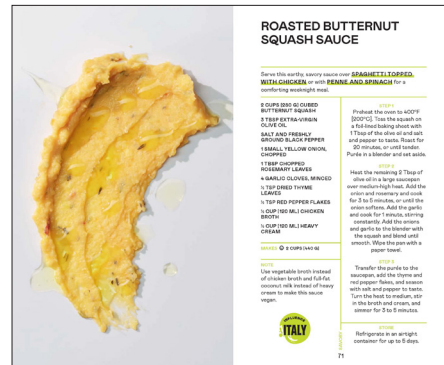 ROASTED BUTTERNUT
SQUASH SAUCE
Serve this earthy, savory sauce over SPAGHETTI TOPPED
WITH CHICKEN or with PENNE AND SPINACH for a
comforting weeknight meal.
2 CUPS (280 G) CUBED
BUTTERNUT SQUASH
3 TBSP EXTRA-VIRGIN
OLIVE OIL
SALT AND FRESHLY
GROUND BLACK PEPPER
1 SMALL YELLOW ONION,
CHOPPED
1 TBSP CHOPPED
ROSEMARY LEAVES
4 GARLIC CLOVES, MINCED
½ TSP DRIED THYME
LEAVES
½ TSP RED PEPPER FLAKES
½ CUP (120 ML) CHICKEN
BROTH
½ CUP (120 ML) HEAVY
CREAM
MAKES 2 CUPS (440 G)
NOTE
Use vegetable broth instead
of chicken broth and full-fat
coconut milk instead of heavy
cream to make this sauce
vegan.
INFLUENCE
ITALY
STEP 1
Preheat the oven to 400°F
[200°C]. Toss the squash on
a foil-lined baking sheet with
1 Tbsp of the olive oil and salt
and pepper to taste. Roast for
20 minutes, or until tender.
Purée in a blender and set aside.
STEP 2
Heat the remaining 2 Tbsp of
olive oil in a large saucepan
over medium-high heat. Add the
onion and rosemary and cook
for 3 to 5 minutes, or until the
onion softens. Add the garlic
and cook for 1 minute, stirring
constantly. Add the onions
and garlic to the blender with
the squash and blend until
smooth. Wipe the pan with a
paper towel.
STEP 3
Transfer the purée to the
saucepan, add the thyme and
red pepper flakes, and season
with salt and pepper to taste.
Turn the heat to medium, stir
in the broth and cream, and
simmer for 3 to 5 minutes.
STORE
Refrigerate in an airtight
container for up to 5 days.
71